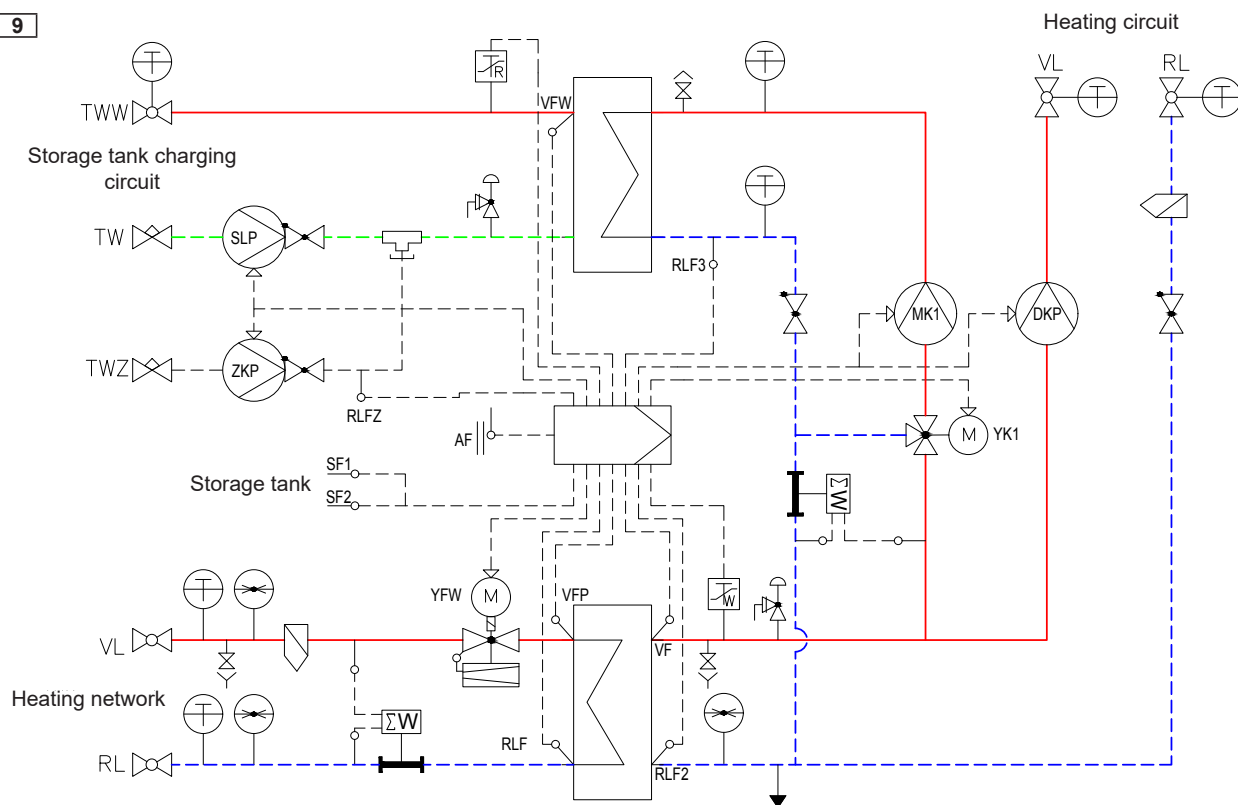 9
Heating circuit
T
R
T
VL
T
RL
T
TWW
VFW
Storage tank charging
circuit
T
TW
SLP
RLF3
MK1
DKP
TWZ
ZKP
RLFZ
AF
M
YK1
SF1
Storage tank
SF2
ΣW
T
YFW
M
VFP
W
VL
VF
Heating network
T
ΣW
RLF
RL
RLF2